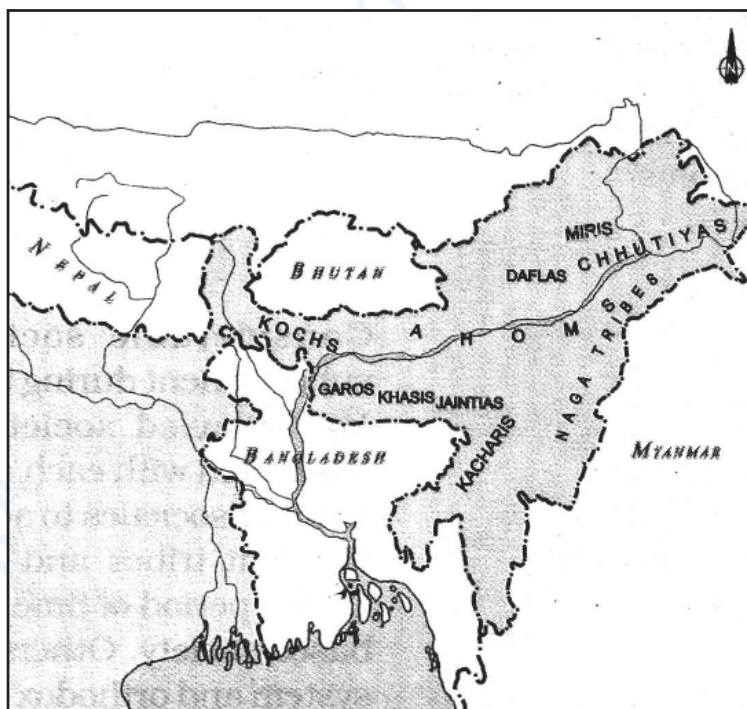 N
MIRIS
CHHUTIYAS
DAFLAS
NEPAL
BHUTAN
KOCHS
AHOMS
NAGA TRIBES
GAROS
KHASIS
JAINTIAS
BANGLADESH
KACHARIS
MYANMAR